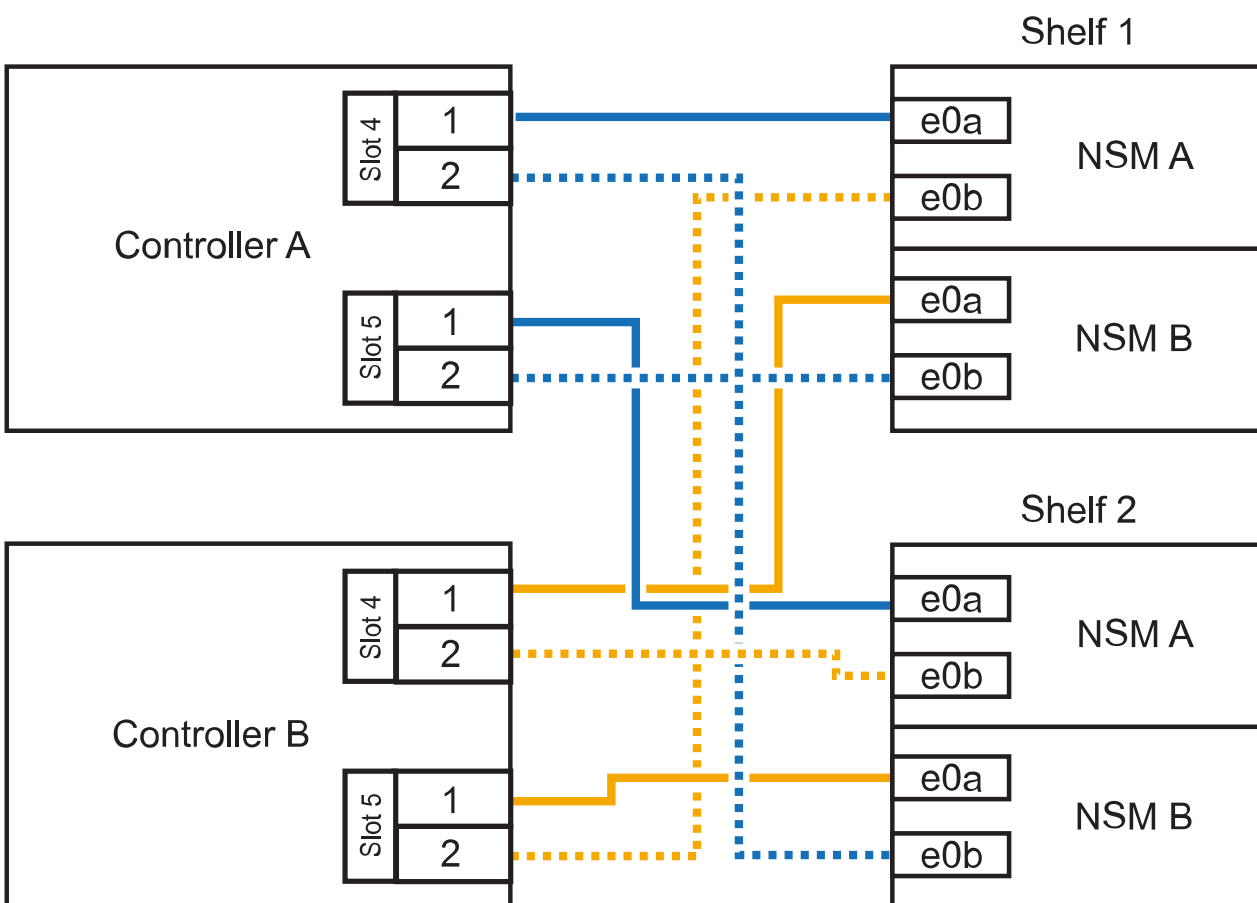 Shelf 1
Controller A
Slot 4
1
2
Slot 5
1
2
e0a
e0b
NSM A
e0a
e0b
NSM B
Shelf 2
Controller B
Slot 4
1
2
Slot 5
1
2
e0a
e0b
NSM A
e0a
e0b
NSM B